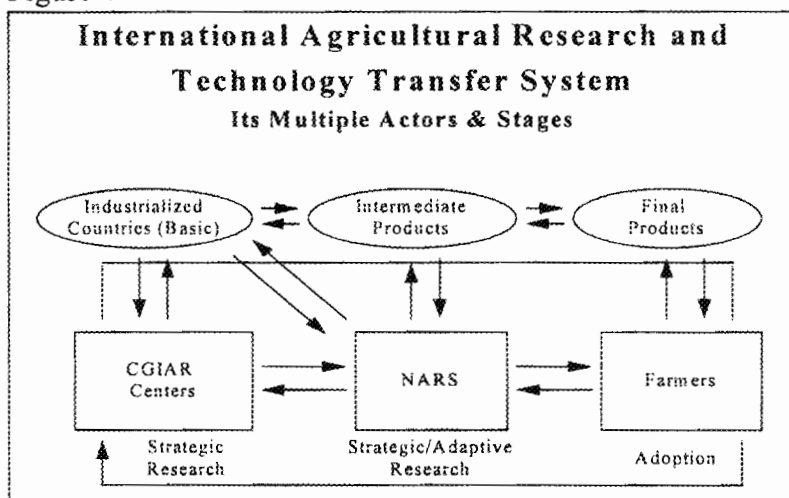 International Agricultural Research and
Technology Transfer System
Its Multiple Actors & Stages
Industrialized
Countries (Basic)
Intermediate
Products
Final
Products
CGIAR
Centers
NARS
Farmers
Strategic
Research
Strategic/Adaptive
Research
Adoption